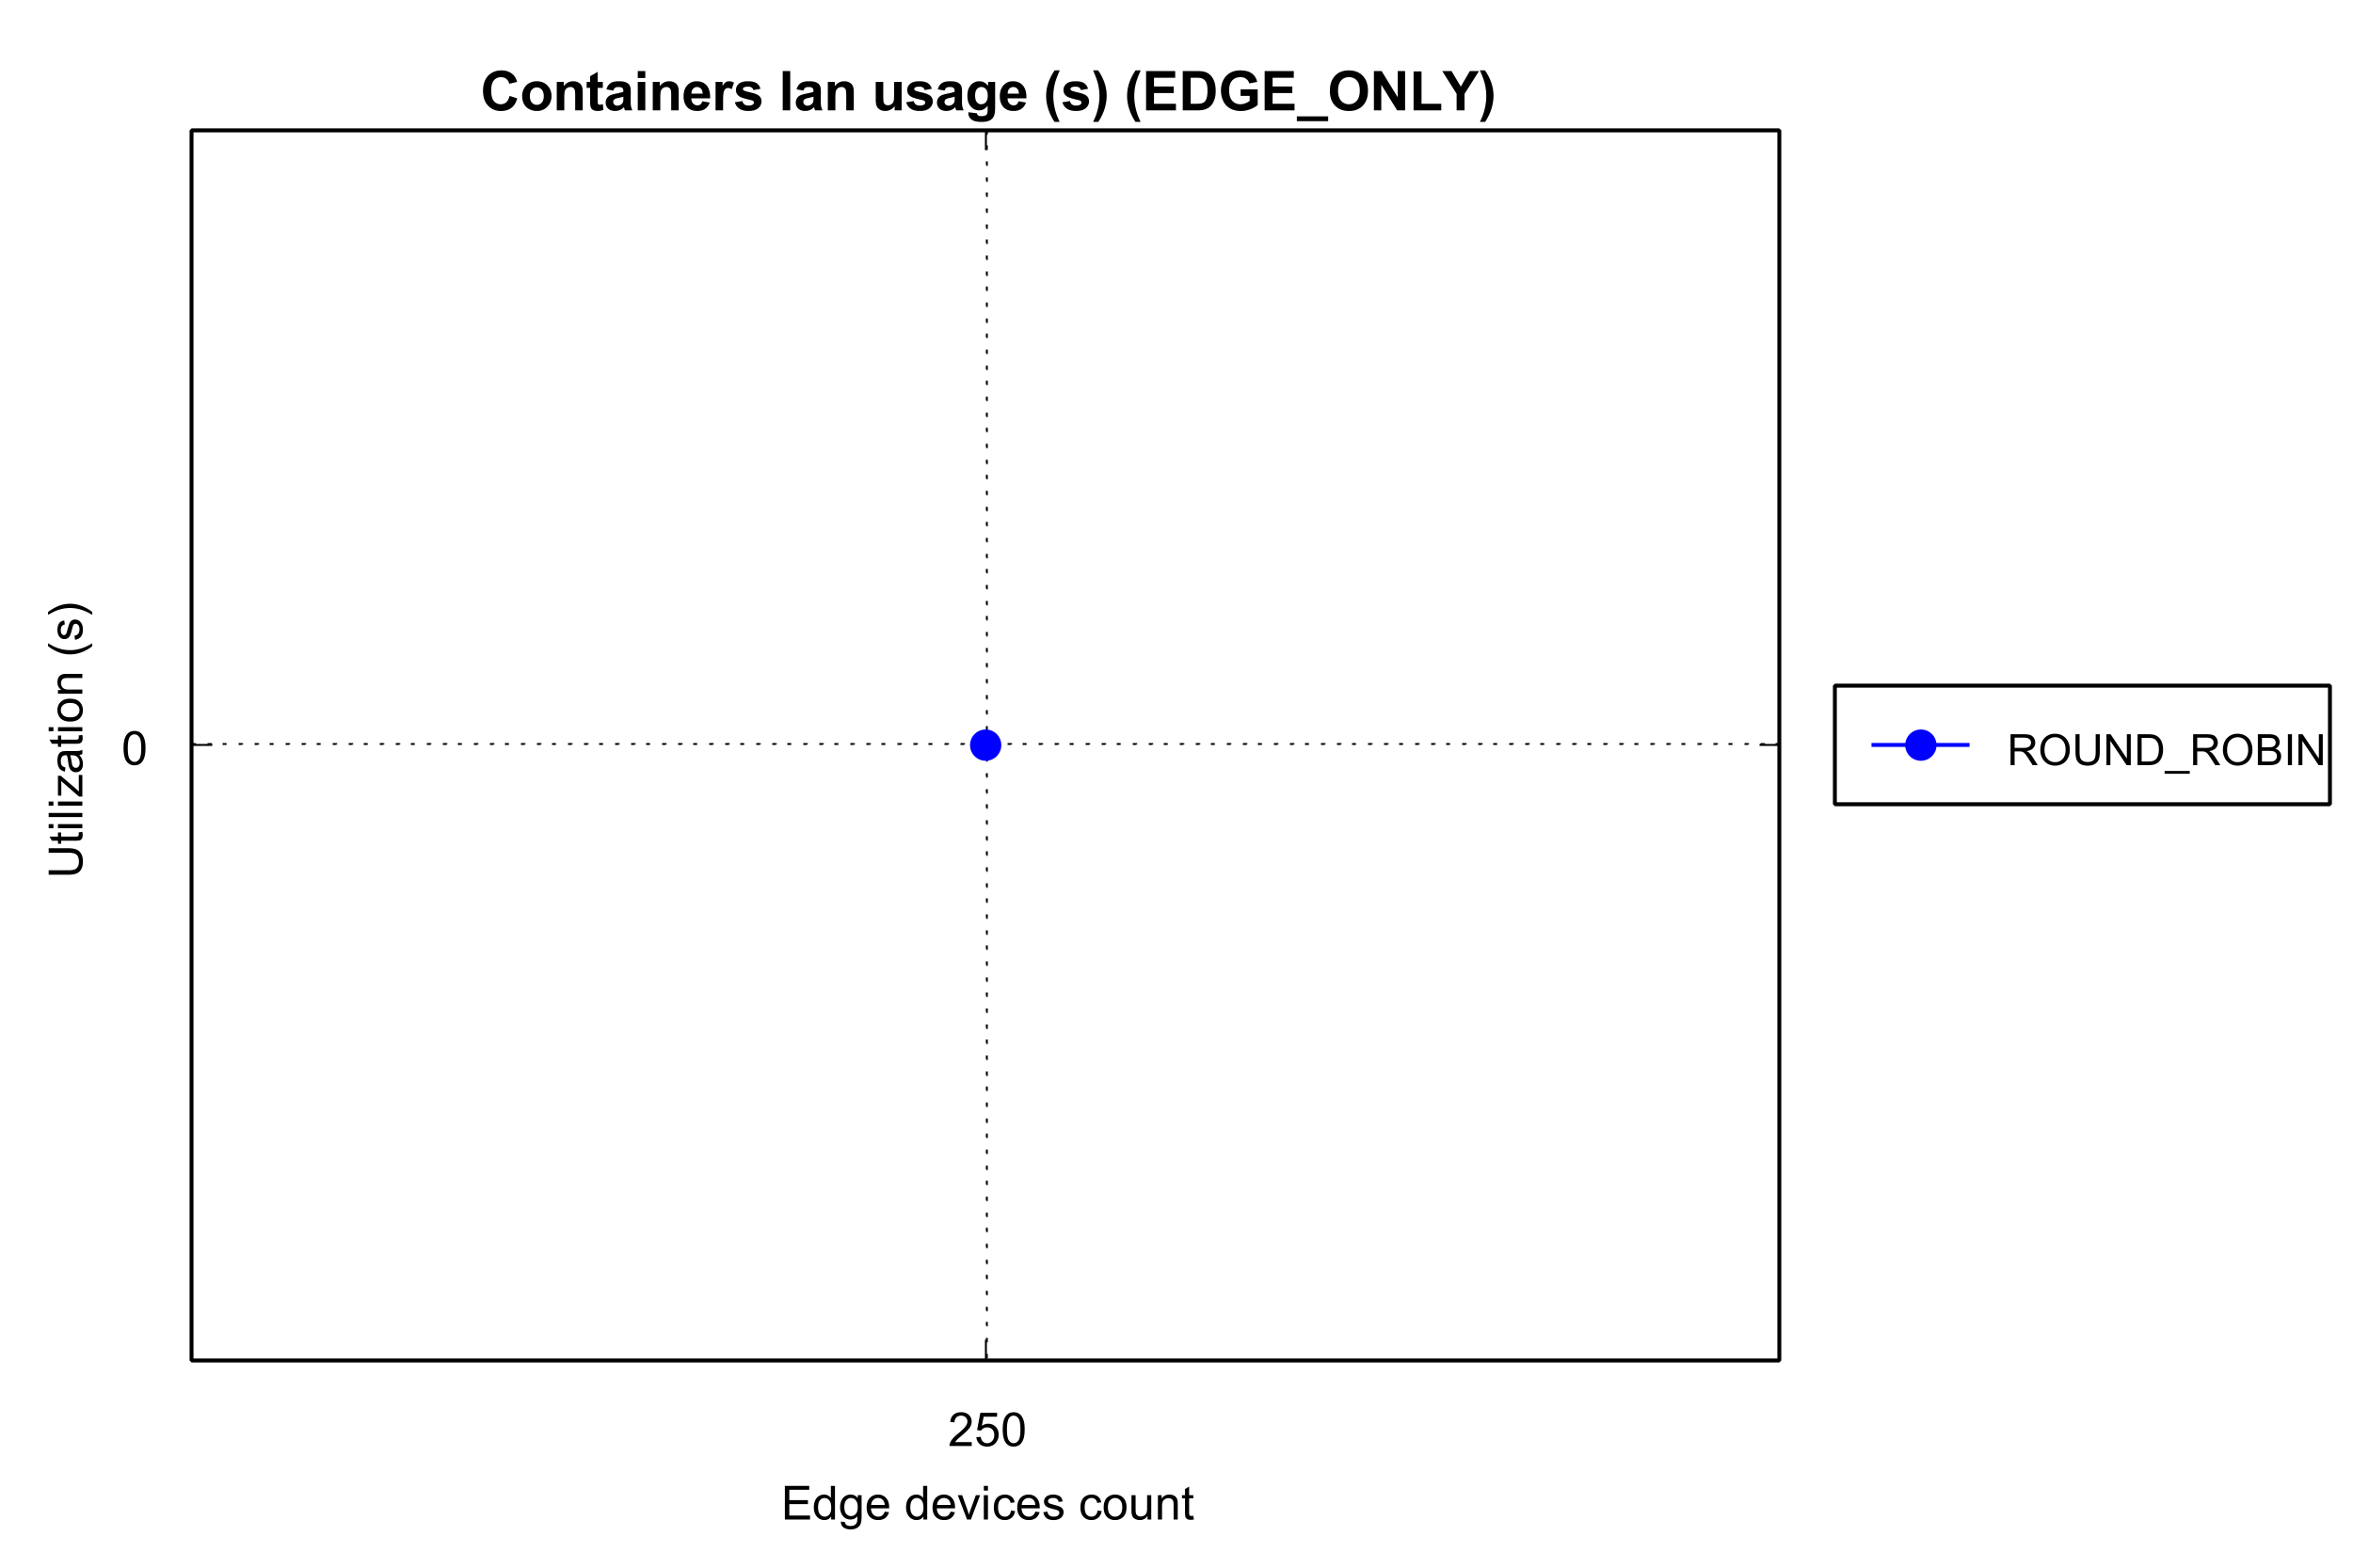 Containers lan usage (s) (EDGE_ONLY)
Utilization (s)
0
ROUND_ROBIN
250
Edge devices count